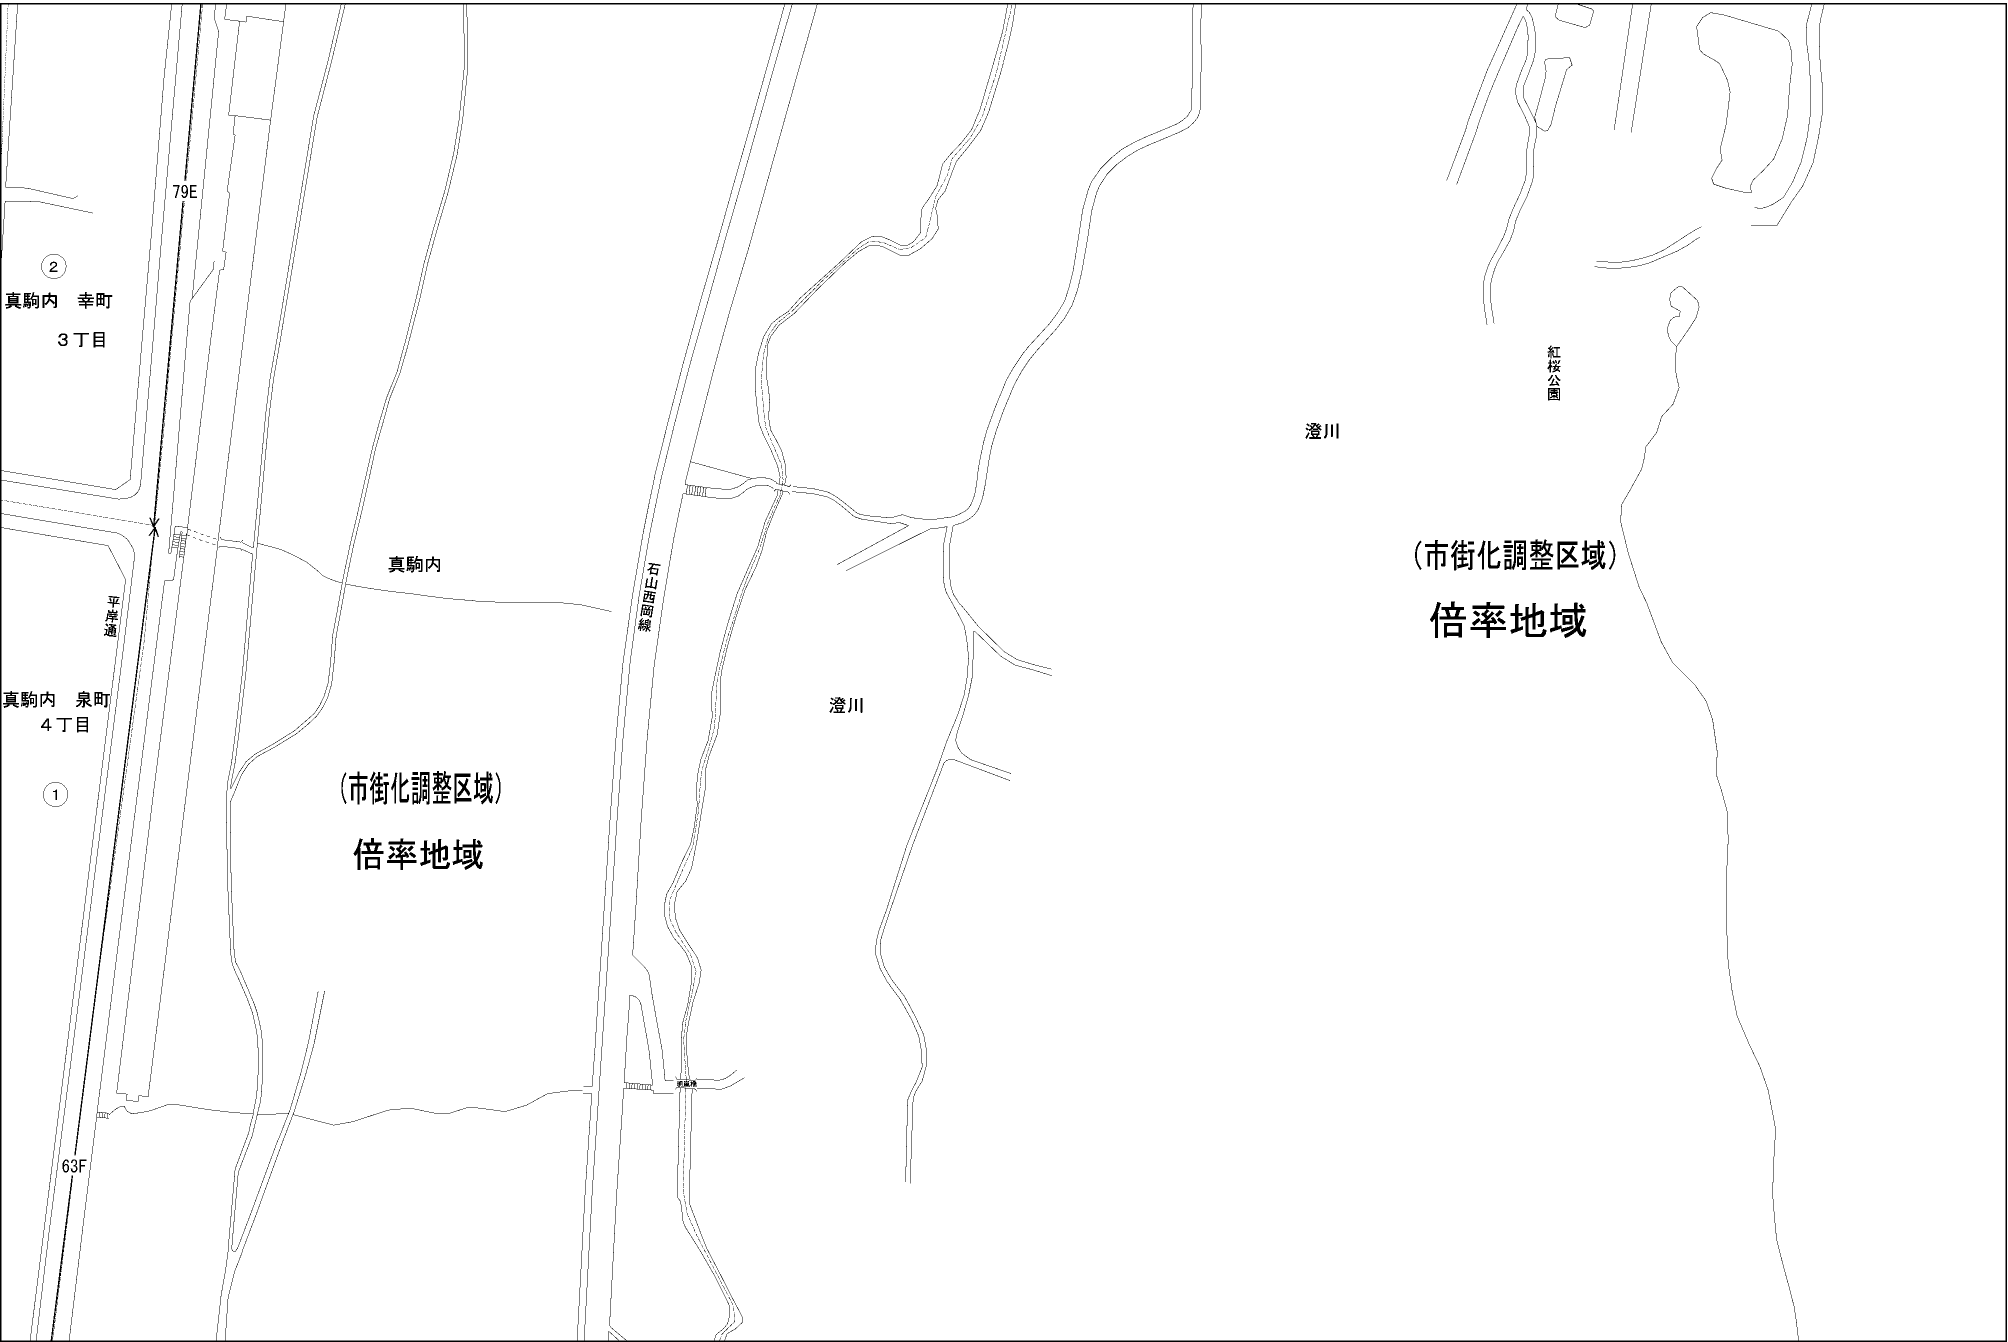 79E
2
真駒内　幸町
３丁目
紅桜公園
澄川
(市街化調整区域)
倍率地域
真駒内
石山西岡線
平岸通
真駒内　泉町
４丁目
澄川
1
(市街化調整区域)
倍率地域
63F